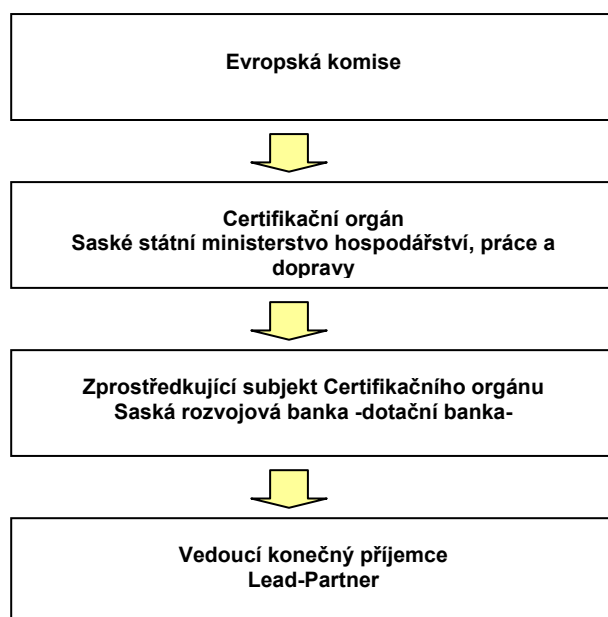 Evropská komise
Certifikační orgán
Saské státní ministerstvo hospodářství, práce a
dopravy
Zprostředkující subjekt Certifikačního orgánu
Saská rozvojová banka -dotační banka-
Vedoucí konečný příjemce
Lead-Partner